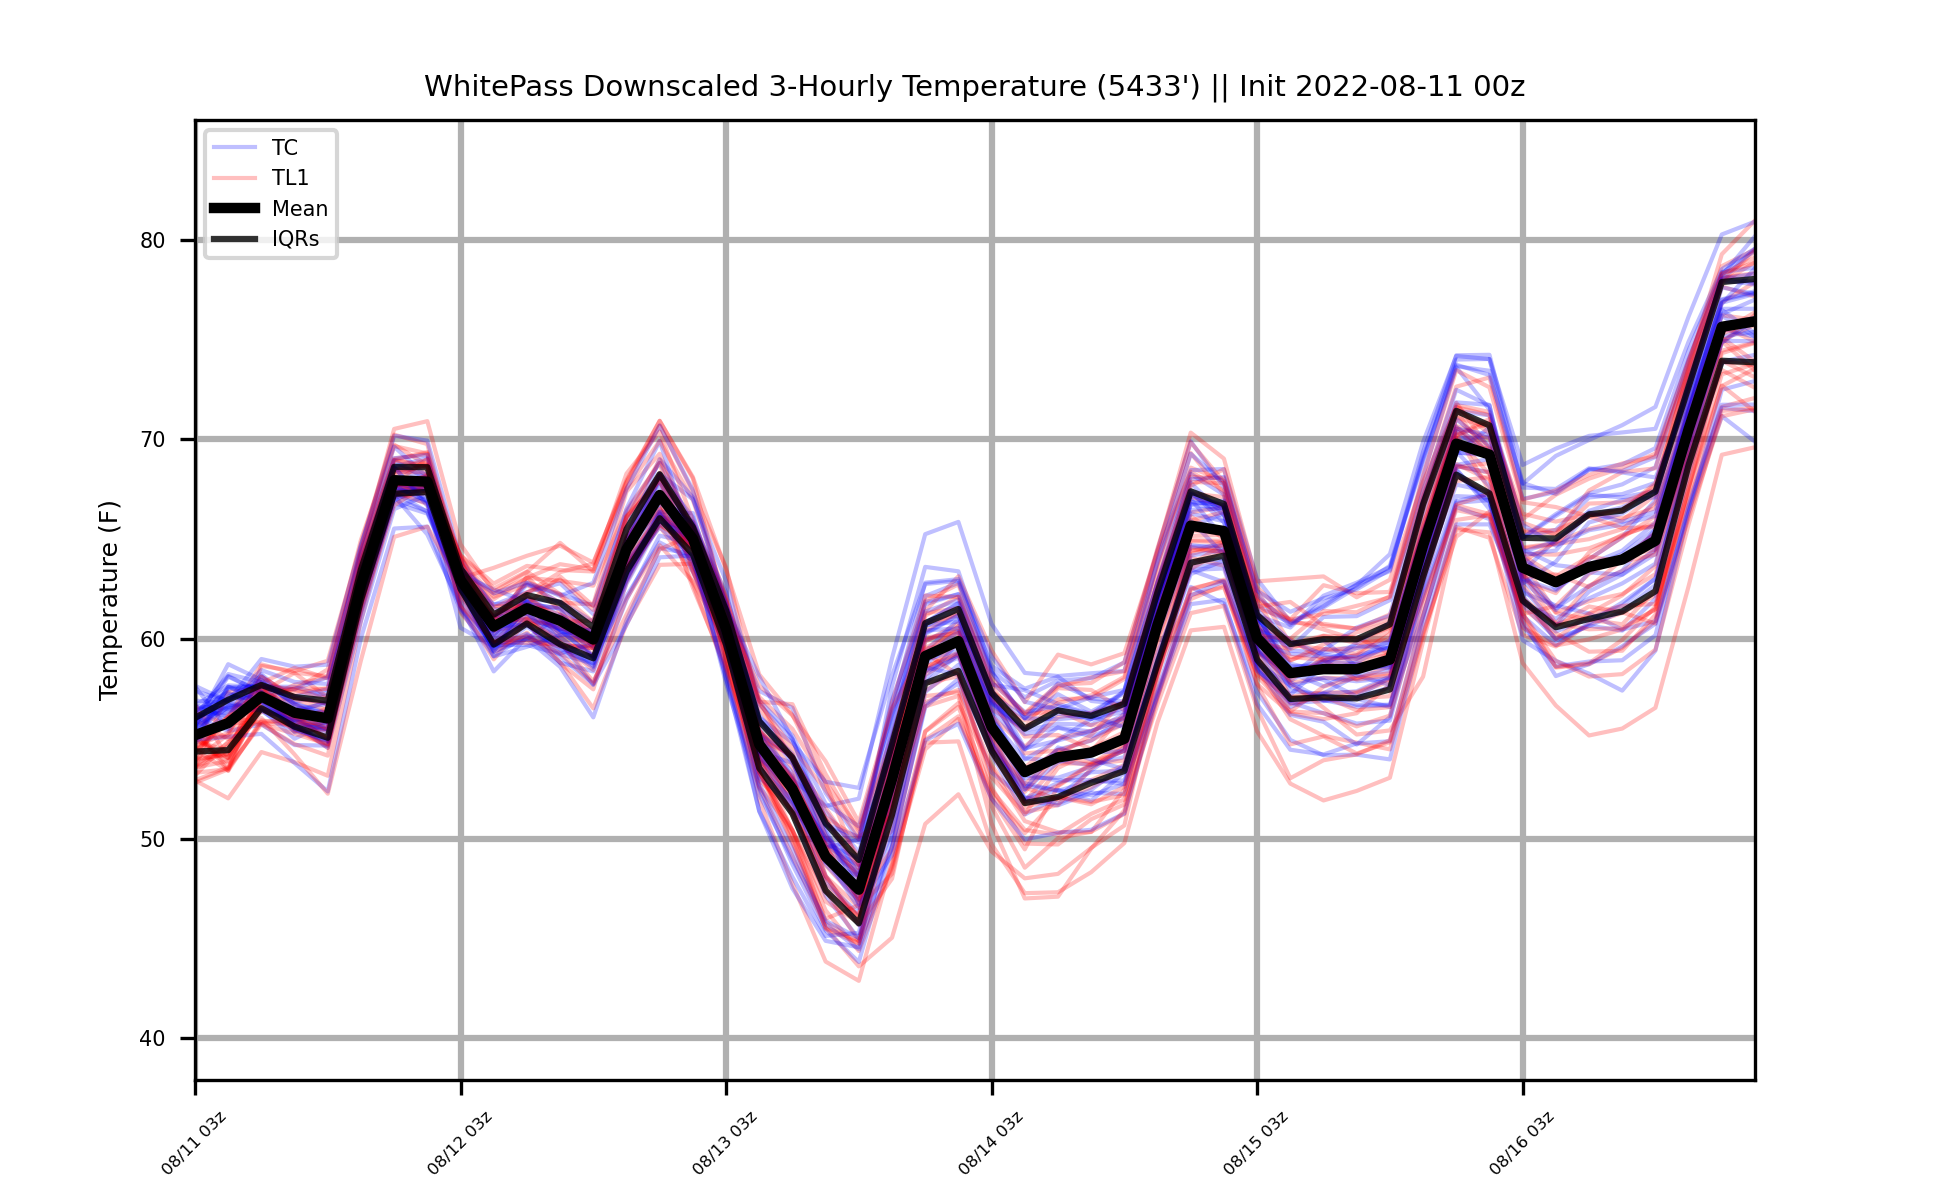 WhitePass Downscaled 3-Hourly Temperature (5433') || Init 2022-08-11 00z
TC
TL1
Mean
IQRs
Temperature (F)
80
70
60
50
40
08/11 03z
08/12 03z
08/13 03z
08/14 03z
08/15 03z
08/16 03z